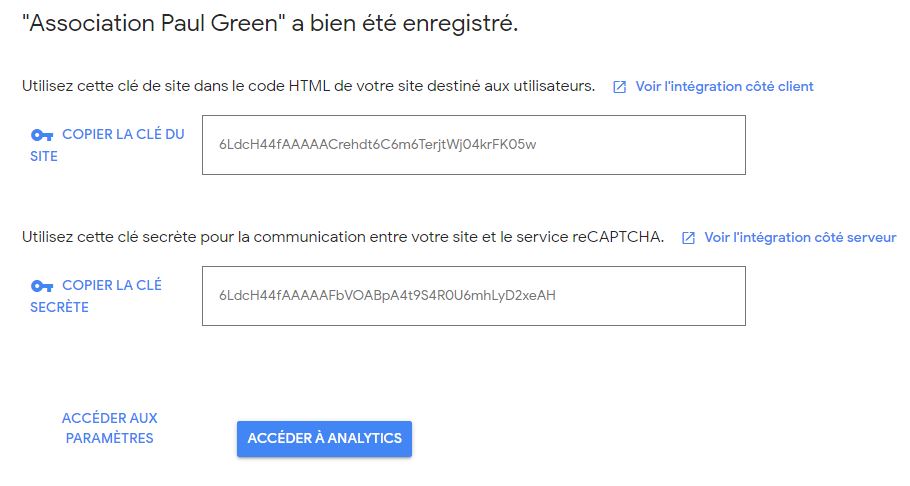 "Association Paul Green" a bien été enregistré.
Utilisez cette clé de site dans le code HTML de votre site destiné aux utilisateurs. Voir l'intégration côté client
COPIER LA CLÉ DU
SITE
6LdcH44fAAAAACrehdt6C6m6TerjtWj04krFK05w
Utilisez cette clé secrète pour la communication entre votre site et le service reCAPTCHA. Voir l'intégration côté serveur
COPIER LA CLÉ
SECRÈTE
6LdcH44fAAAAAFbVOABpA4t9S4R0U6mhLyD2xeAH
ACCÉDER AUX
PARAMÈTRES
ACCÉDER À ANALYTICS